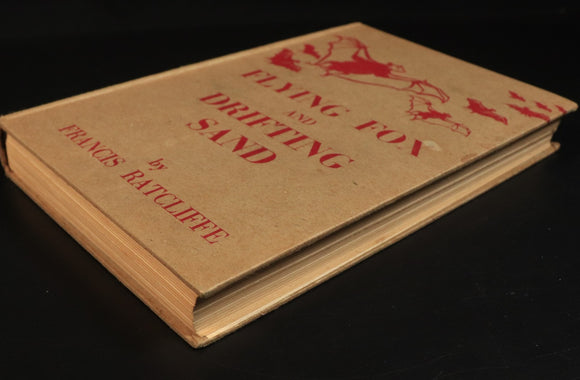 FLYING FOX
AND
DRIFTING
SAND
by
FRANCIS RATCLIFFE